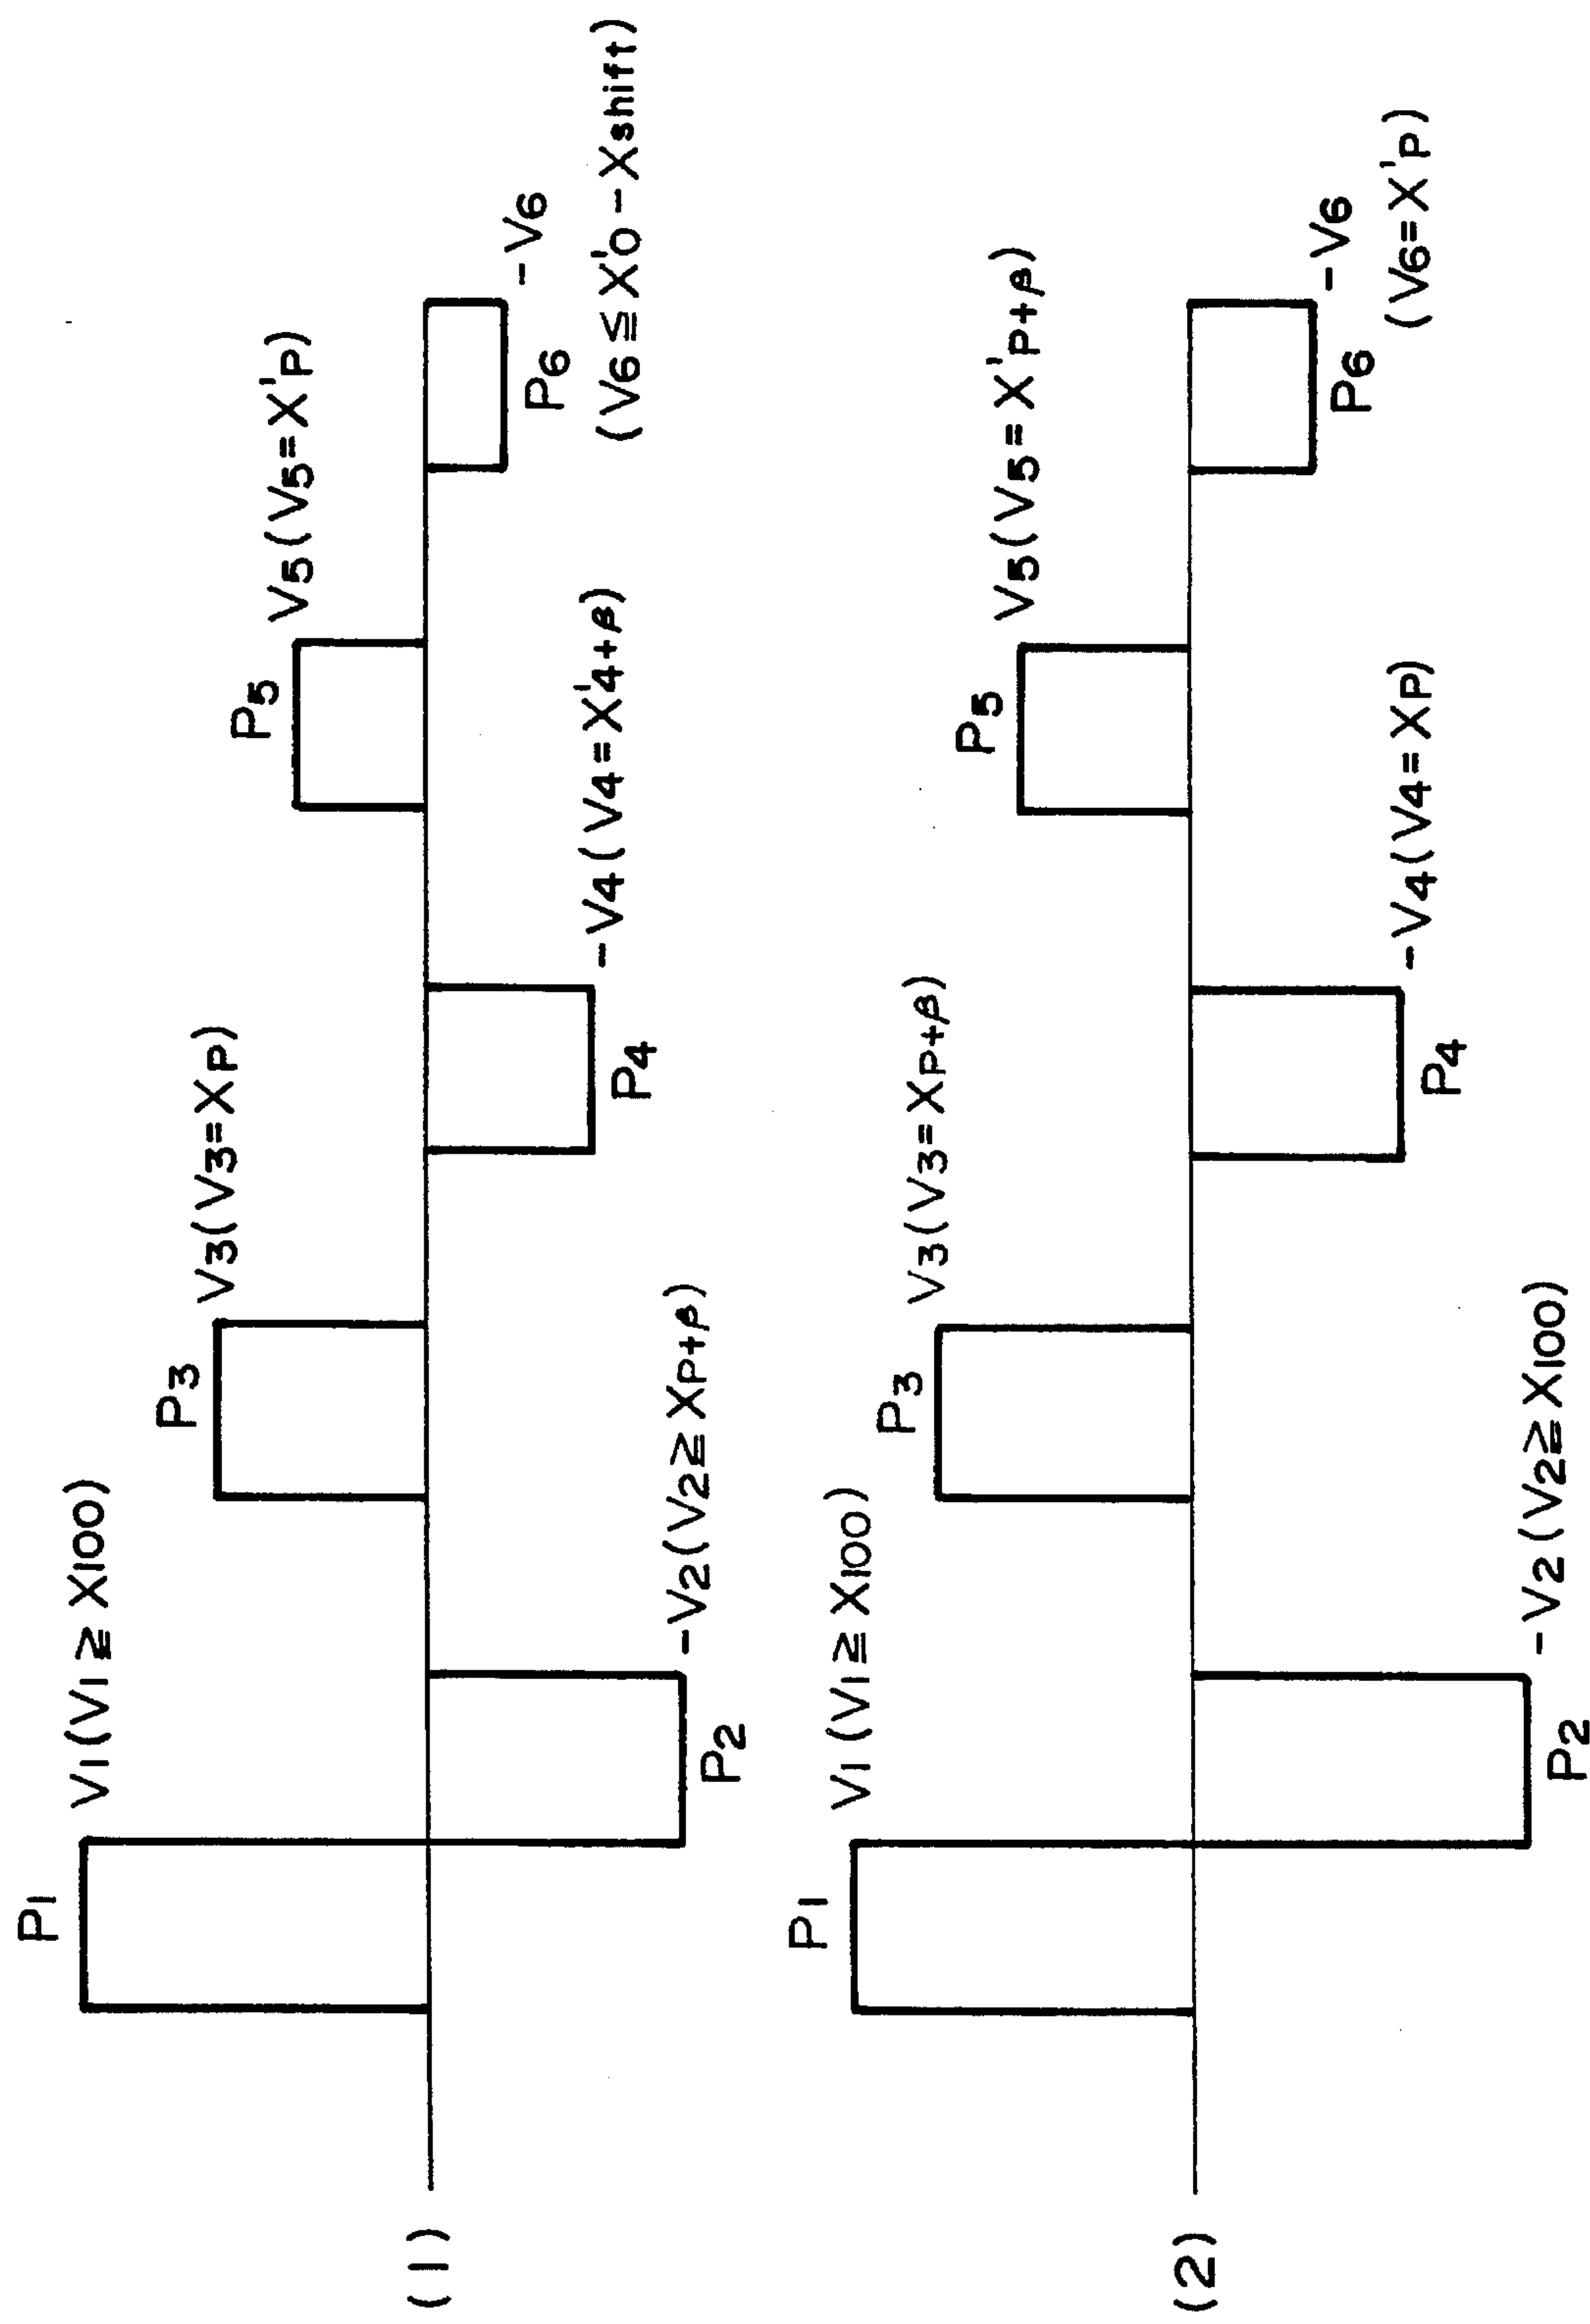 (1)
P1
V1(V1≧X100)
P2
-V2(V2≧XP+β)
P3
V3(V3=XP)
P4
-V4(V4=X'4+β)
P5
V5(V5=X'P)
P6
-V6
(V6≦X'0-Xshift)
(2)
P1
V1(V1≧X100)
P2
-V2(V2≧X100)
P3
V3(V3=XP+β)
P4
-V4(V4=XP)
P5
V5(V5=X'P+β)
P6
-V6
(V6=X'P)